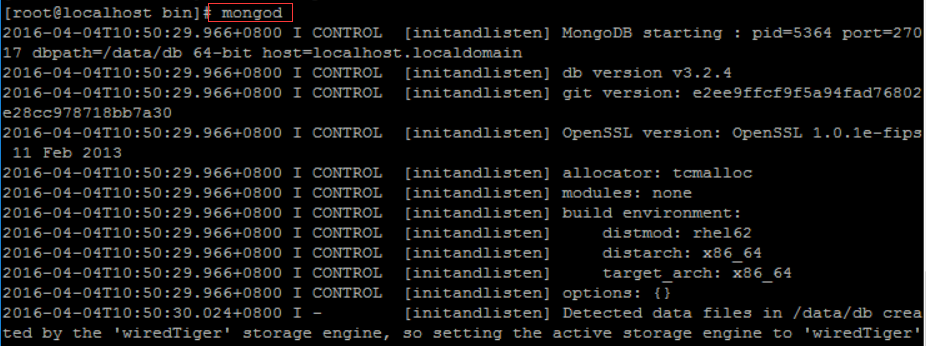 [root@localhost bin]# mongod
2016-04-04T10:50:29.966+0800 I CONTROL  [initandlisten] MongoDB starting : pid=5364 port=270
17 dbpath=/data/db 64-bit host=localhost.localdomain
2016-04-04T10:50:29.966+0800 I CONTROL  [initandlisten] db version v3.2.4
2016-04-04T10:50:29.966+0800 I CONTROL  [initandlisten] git version: e2ee9ffcf9f5a94fad76802
e28cc978718bb7a30
2016-04-04T10:50:29.966+0800 I CONTROL  [initandlisten] OpenSSL version: OpenSSL 1.0.1e-fips
 11 Feb 2013
2016-04-04T10:50:29.966+0800 I CONTROL  [initandlisten] allocator: tcmalloc
2016-04-04T10:50:29.966+0800 I CONTROL  [initandlisten] modules: none
2016-04-04T10:50:29.966+0800 I CONTROL  [initandlisten] build environment:
2016-04-04T10:50:29.966+0800 I CONTROL  [initandlisten]     distmod: rhel62
2016-04-04T10:50:29.966+0800 I CONTROL  [initandlisten]     distarch: x86_64
2016-04-04T10:50:29.966+0800 I CONTROL  [initandlisten]     target_arch: x86_64
2016-04-04T10:50:29.966+0800 I CONTROL  [initandlisten] options: {}
2016-04-04T10:50:30.024+0800 I -        [initandlisten] Detected data files in /data/db crea
ted by the 'wiredTiger' storage engine, so setting the active storage engine to 'wiredTiger'